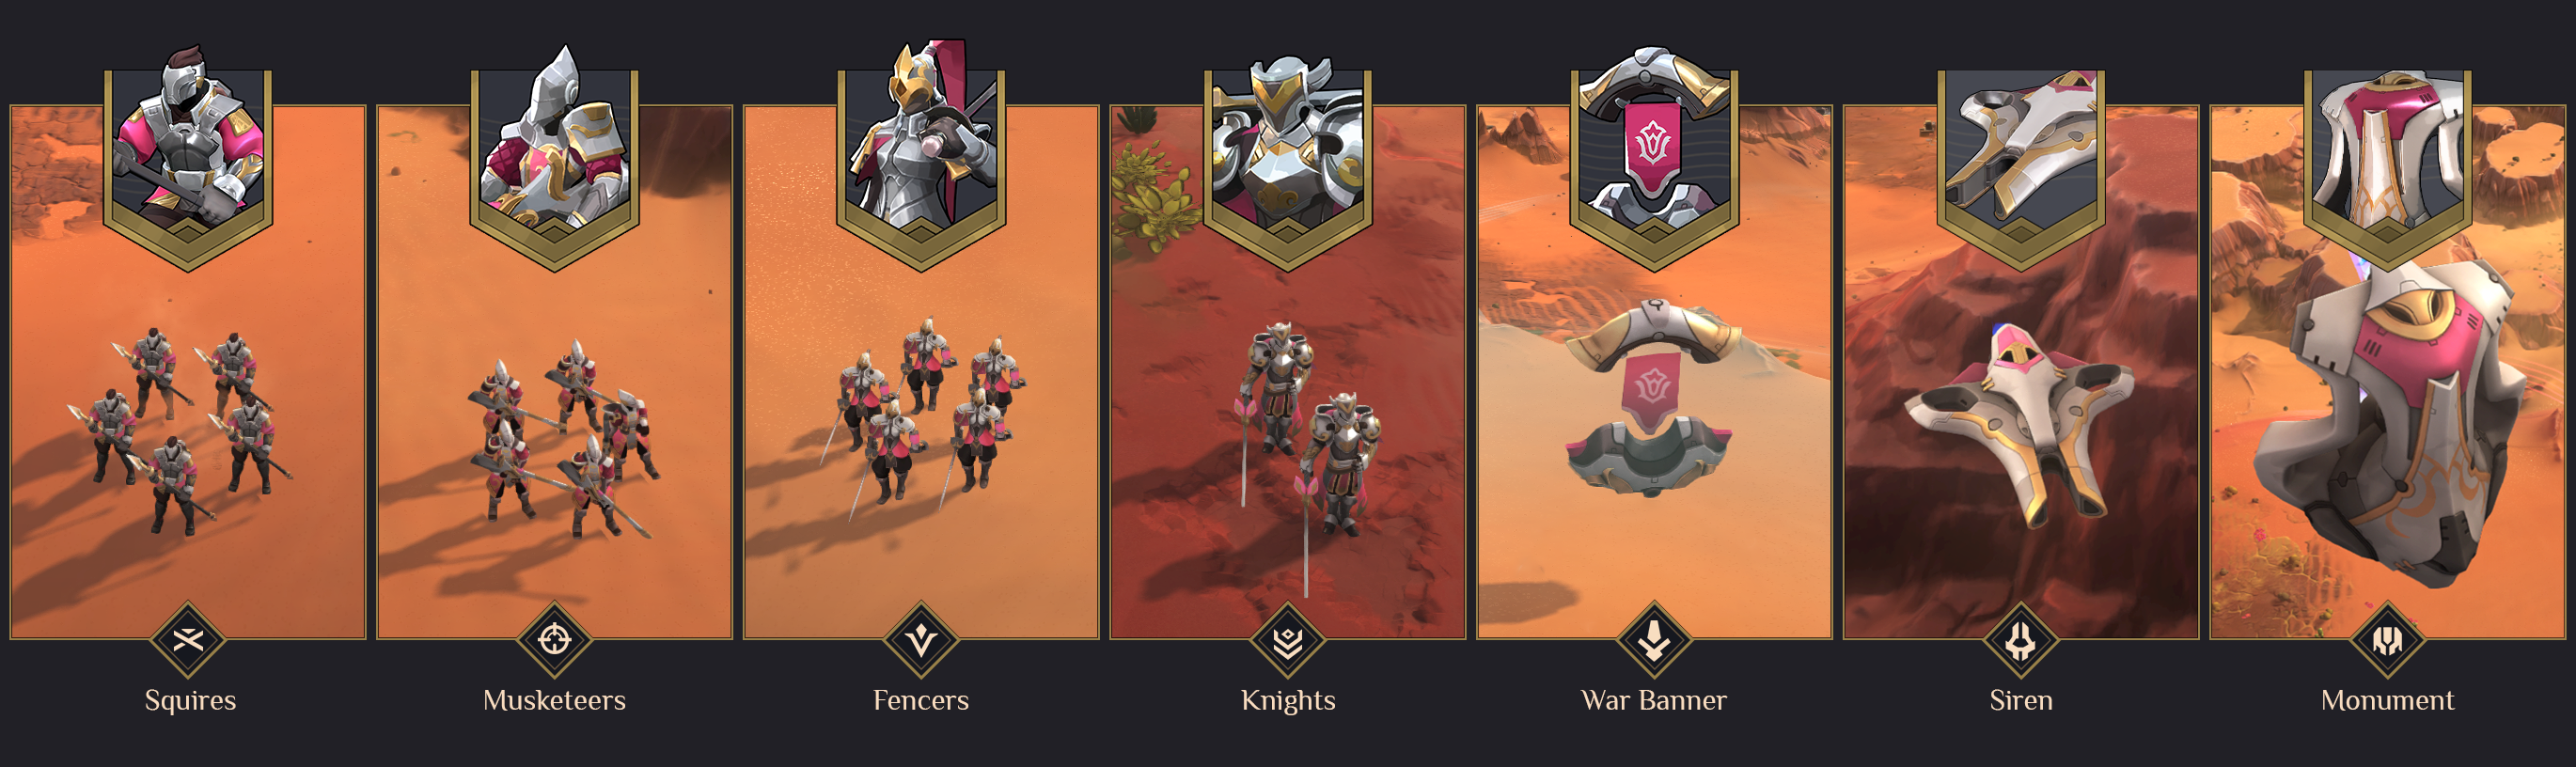 Squires
Musketeers
Fencers
Knights
War Banner
Siren
Monument